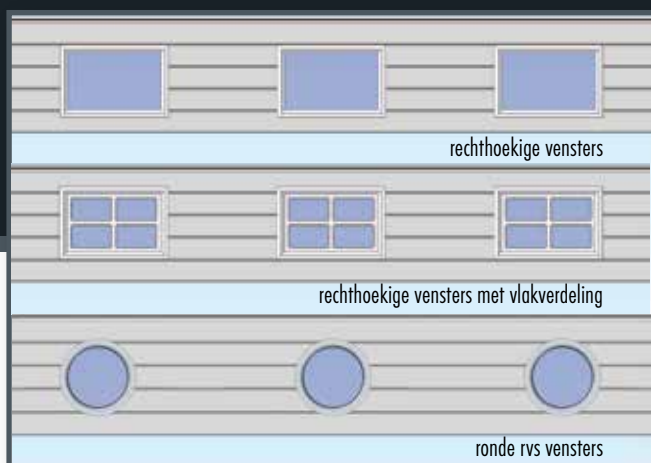 rechthoekige vensters
rechthoekige vensters met vlakverdeling
ronde rvs vensters